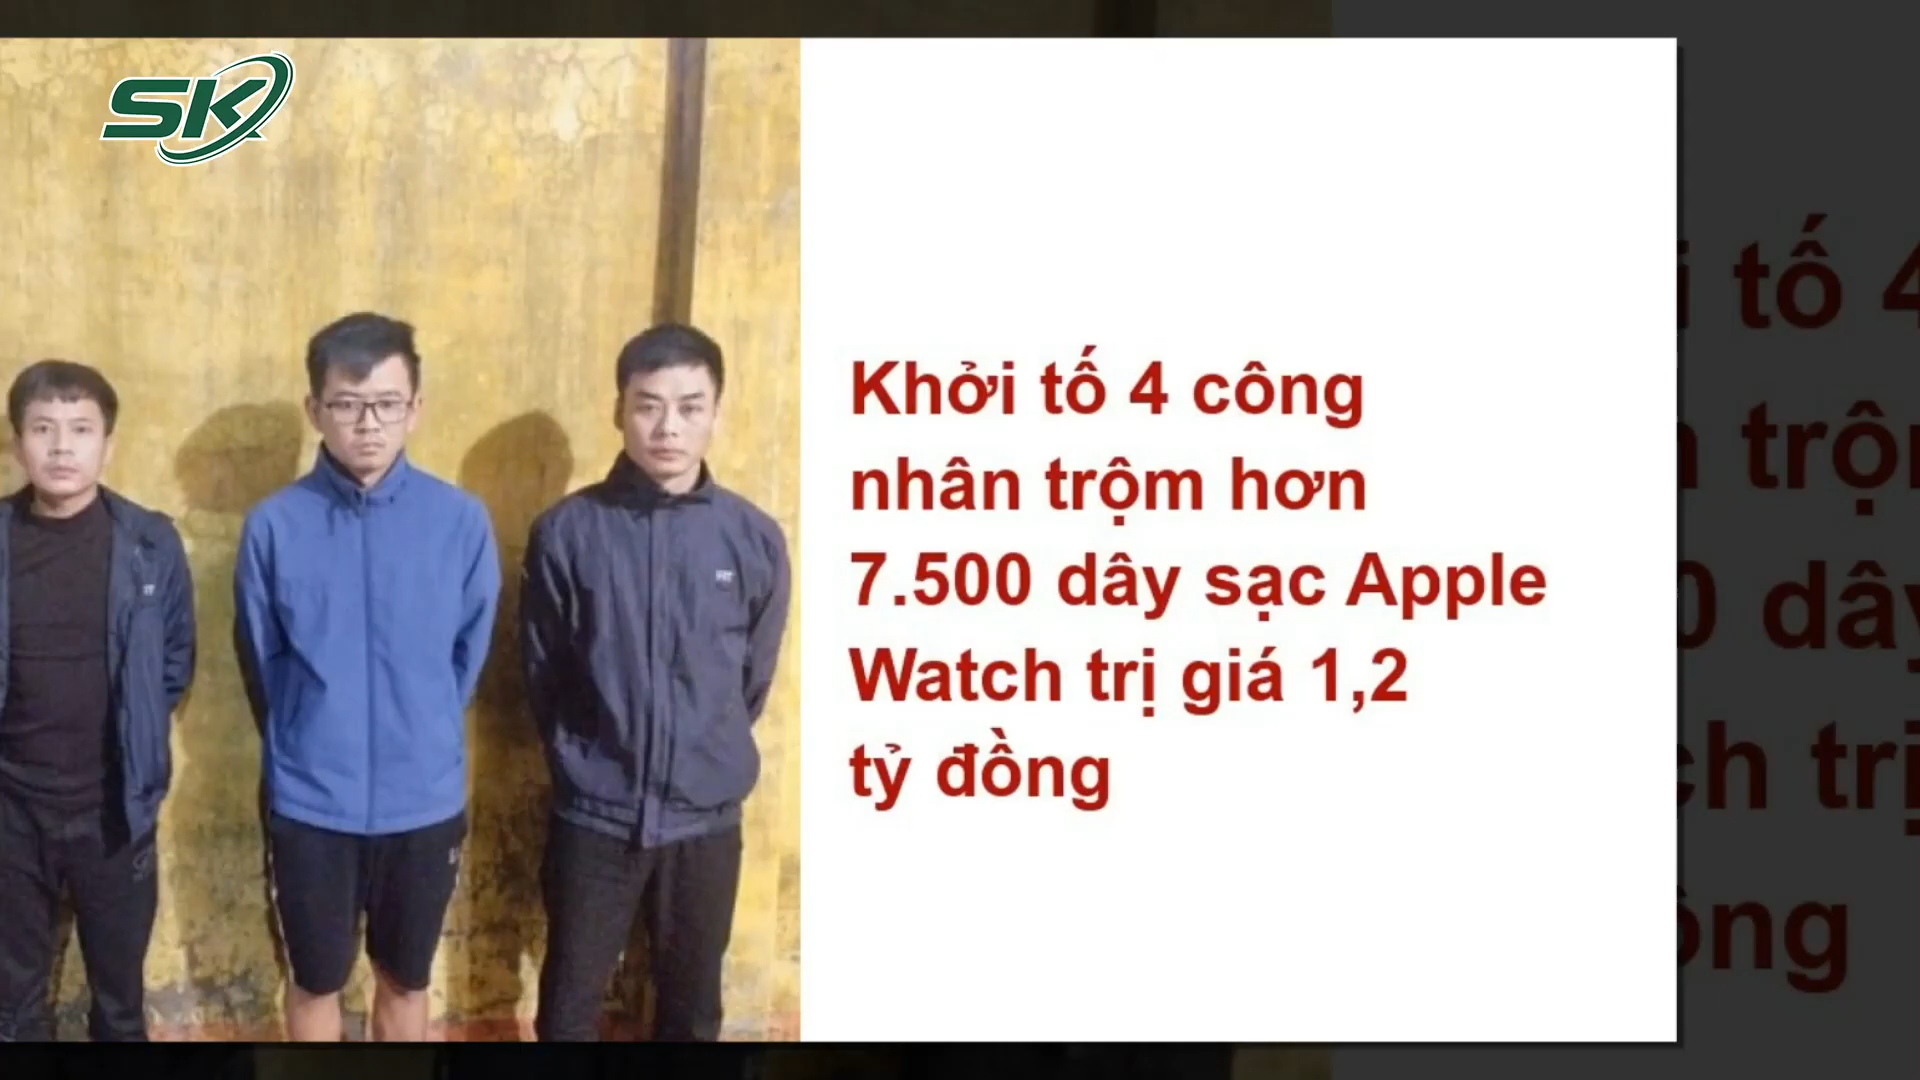 SK
Khởi tố 4 công
nhân trộm hơn
7.500 dây sạc Apple
Watch trị giá 1,2
tỷ đồng